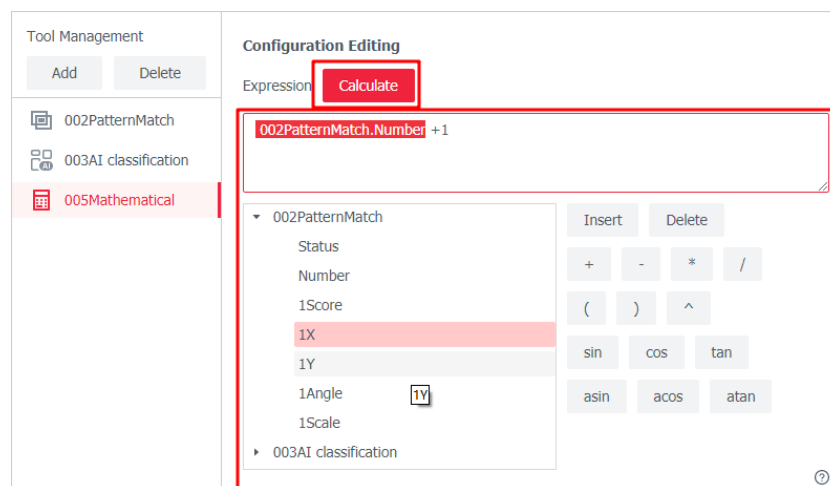 Tool Management
Add Delete
002PatternMatch
003AI classification
005Mathematical
Configuration Editing
Expression Calculate
002PatternMatch.Number +1
002PatternMatch
Status
Number
1Score
1X
1Y
1Angle
1Y
1Scale
003AI classification
Insert Delete
+ - * /
( ) ^
sin cos tan
asin acos atan